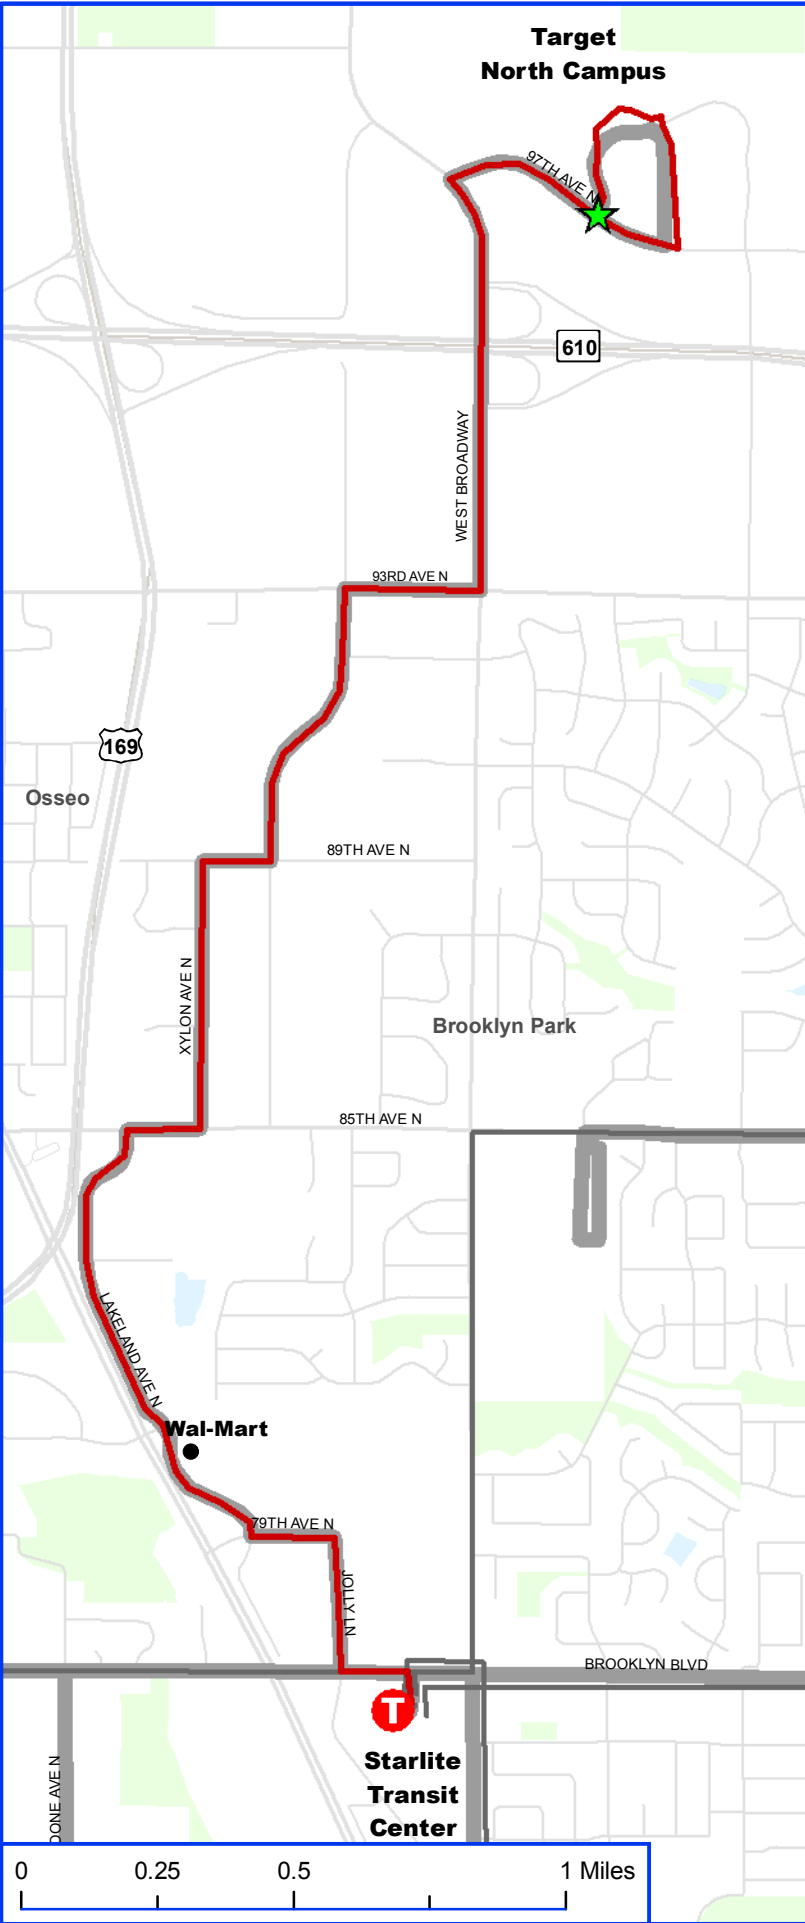 Target
North Campus
97TH AVE N
610
WEST BROADWAY
93RD AVE N
169
Osseo
89TH AVE N
XYLON AVE N
Brooklyn Park
85TH AVE N
LAKELAND AVE N
Wal-Mart
79TH AVE N
JOLLY LN
BROOKLYN BLVD
T
Starlite
Transit
Center
DONE AVE N
0 0.25 0.5 1 Miles